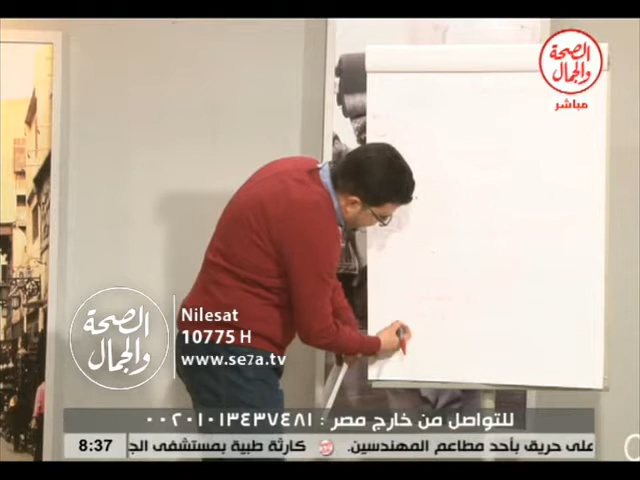 الصحة
والجمال
مباشر
الصحة
والجمال
Nilesat
10775 H
www.se7a.tv
للتواصل من خارج مصر : ٠٠٢٠١٠١٣٤٣٧٤٨١
8:37
على حريق بأحد مطاعم المهندسين. كارثة طبية بمستشفى الج